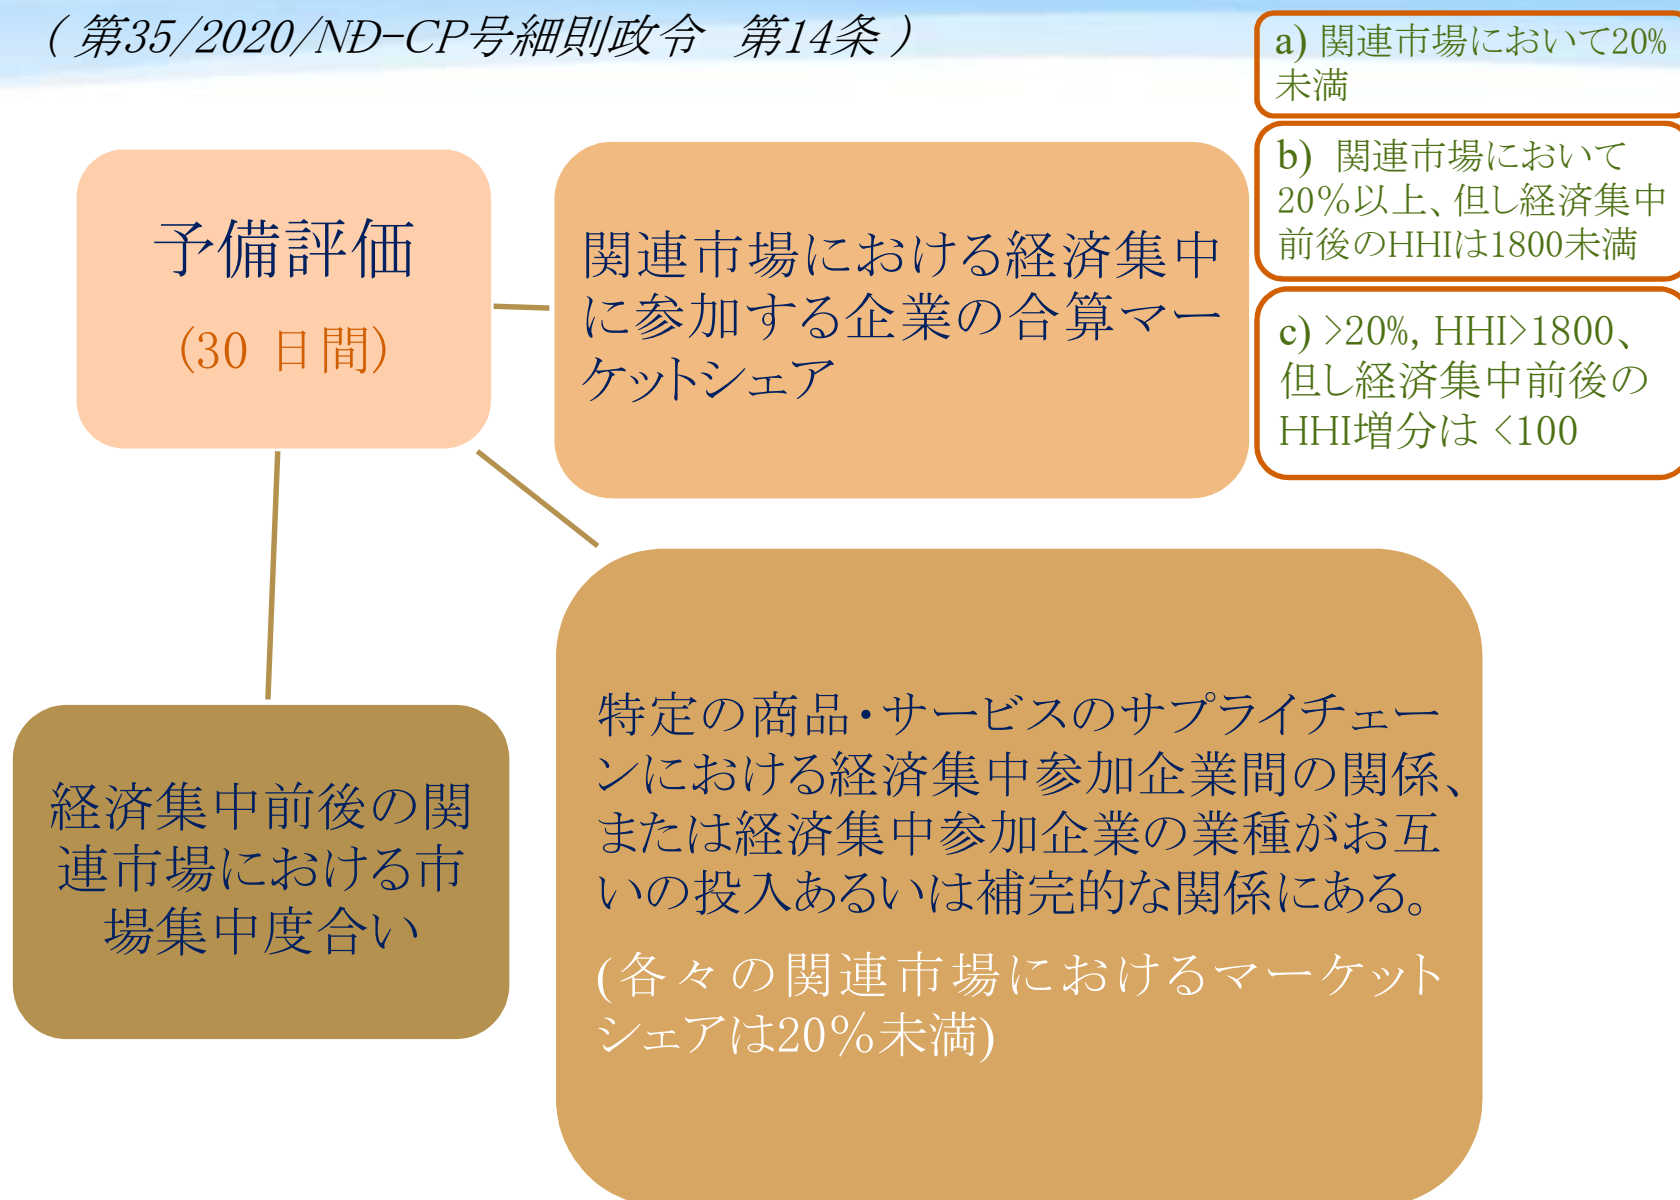 (第35/2020/NĐ-CP号細則政令 第14条)
a) 関連市場において20%
未満
b) 関連市場において
20%以上、但し経済集中
前後のHHIは1800未満
c) >20%, HHI>1800、
但し経済集中前後の
HHI増分は <100
予備評価
(30 日間)
関連市場における経済集中
に参加する企業の合算マー
ケットシェア
特定の商品・サービスのサプライチェー
ンにおける経済集中参加企業間の関係、
または経済集中参加企業の業種がお互
いの投入あるいは補完的な関係にある。
(各々の関連市場におけるマーケット
シェアは20%未満)
経済集中前後の関
連市場における市
場集中度合い